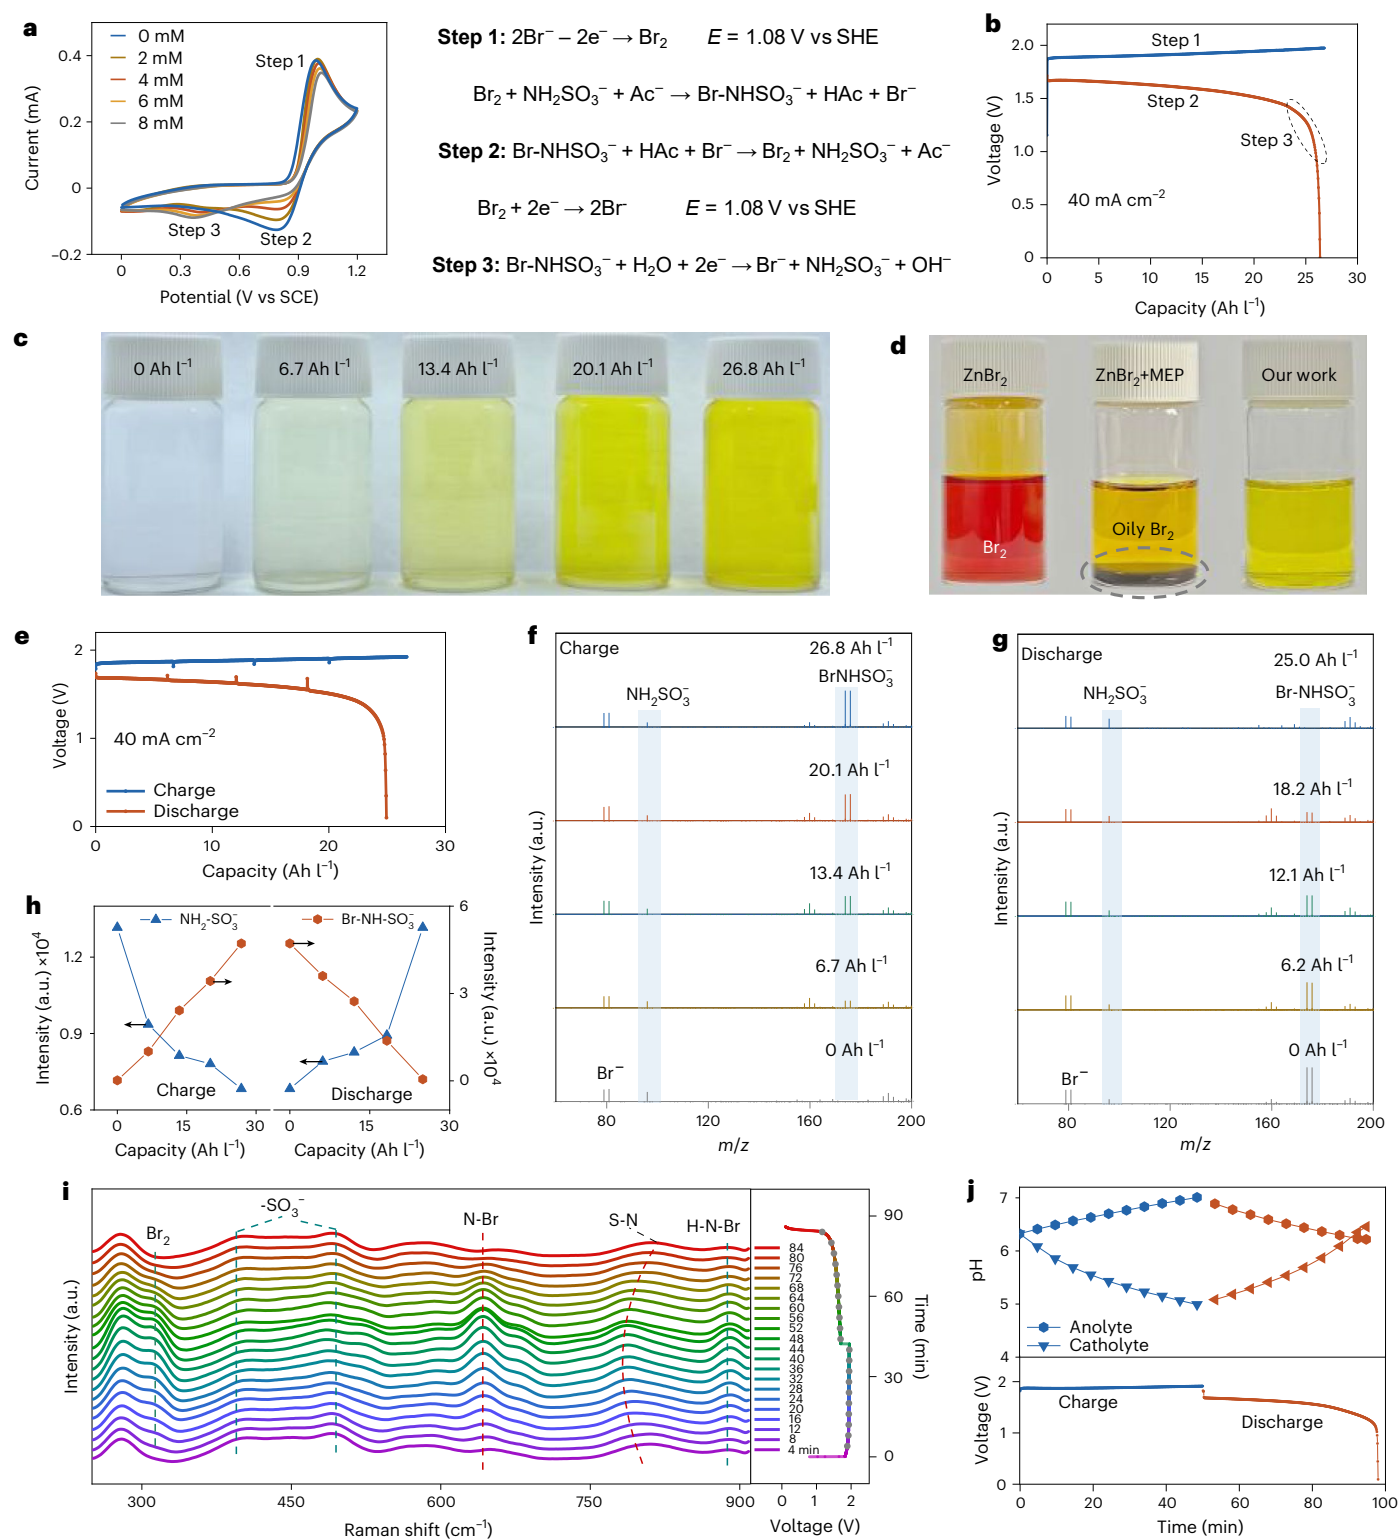 a
0 mM
2 mM
4 mM
6 mM
8 mM
Step 1
Step 3
Step 2
0.4
0.2
0
−0.2
0
0.3
0.6
0.9
1.2
Current (mA)
Potential (V vs SCE)
Step 1: 2Br⁻ – 2e⁻ → Br₂ E = 1.08 V vs SHE
Br₂ + NH₂SO₃⁻ + Ac⁻ → Br-NHSO₃⁻ + HAc + Br⁻
Step 2: Br-NHSO₃⁻ + HAc + Br⁻ → Br₂ + NH₂SO₃⁻ + Ac⁻
Br₂ + 2e⁻ → 2Br⁻ E = 1.08 V vs SHE
Step 3: Br-NHSO₃⁻ + H₂O + 2e⁻ → Br⁻ + NH₂SO₃⁻ + OH⁻
b
2.0
1.5
1.0
0.5
0
Step 1
Step 2
Step 3
40 mA cm⁻²
0
5
10
15
20
25
30
Voltage (V)
Capacity (Ah l⁻¹)
c
0 Ah l⁻¹
6.7 Ah l⁻¹
13.4 Ah l⁻¹
20.1 Ah l⁻¹
26.8 Ah l⁻¹
d
ZnBr₂
ZnBr₂+MEP
Our work
Br₂
Oily Br₂
e
2
1
0
40 mA cm⁻²
Charge
Discharge
0
10
20
30
Voltage (V)
Capacity (Ah l⁻¹)
f
Charge
26.8 Ah l⁻¹
NH₂SO₃⁻
BrNHSO₃⁻
20.1 Ah l⁻¹
13.4 Ah l⁻¹
6.7 Ah l⁻¹
0 Ah l⁻¹
Br⁻
80
120
160
200
Intensity (a.u.)
m/z
g
Discharge
25.0 Ah l⁻¹
NH₂SO₃⁻
Br-NHSO₃⁻
18.2 Ah l⁻¹
12.1 Ah l⁻¹
6.2 Ah l⁻¹
0 Ah l⁻¹
Br⁻
80
120
160
200
Intensity (a.u.)
m/z
h
NH₂-SO₃⁻
Br-NH-SO₃⁻
1.2
0.9
0.6
6
3
0
Charge
Discharge
0
15
30
0
15
30
Intensity (a.u.) ×10⁴
Intensity (a.u.) ×10⁴
Capacity (Ah l⁻¹)
Capacity (Ah l⁻¹)
i
Br₂
-SO₃⁻
N-Br
S-N
H-N-Br
84
80
76
72
68
64
60
56
52
48
44
40
36
32
28
24
20
16
12
8
4 min
90
60
30
0
300
450
600
750
900
0
1
2
Intensity (a.u.)
Time (min)
Raman shift (cm⁻¹)
Voltage (V)
j
7
6
5
4
Anolyte
Catholyte
pH
2
1
0
Charge
Discharge
Voltage (V)
0
20
40
60
80
100
Time (min)